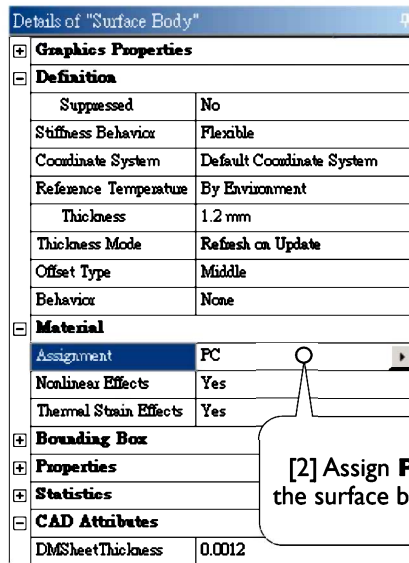 Details of "Surface Body"
Graphics Properties
Definition
Suppressed No
Stiffness Behavior Flexible
Coordinate System Default Coordinate System
Reference Temperature By Environment
Thickness 1.2 mm
Thickness Mode Refresh on Update
Offset Type Middle
Behavior None
Material
Assignment PC
Nonlinear Effects Yes
Thermal Strain Effects Yes
Bounding Box
Properties
Statistics
CAD Attributes
DMSheetThickness 0.0012
[2] Assign
the surface